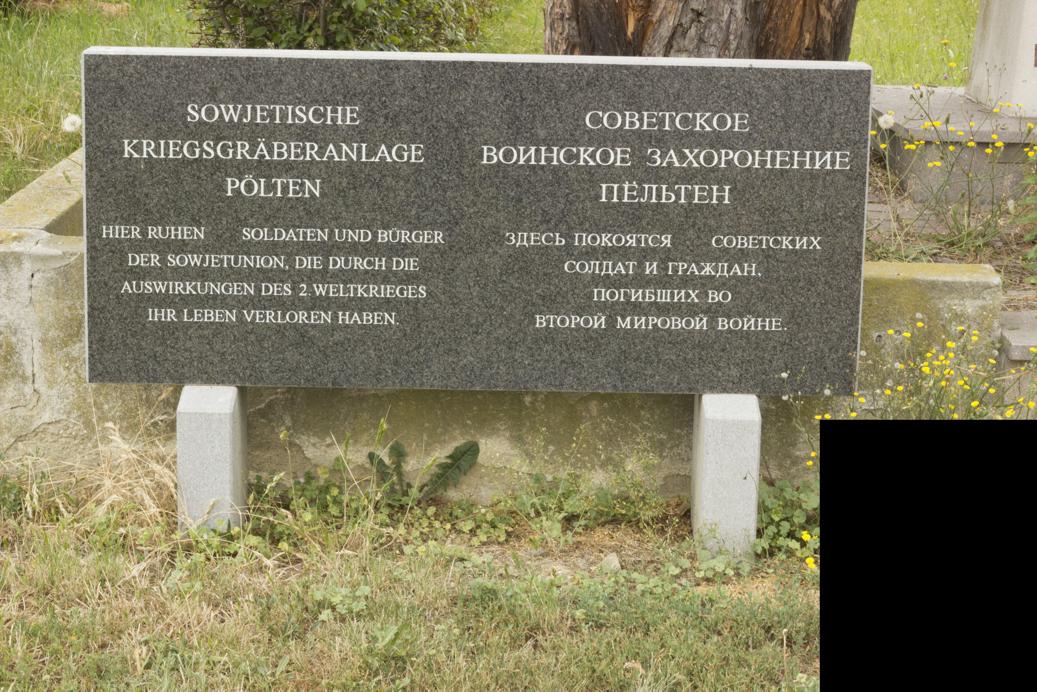 SOWJETISCHE
KRIEGSGRÄBERANLAGE
PÖLTEN
HIER RUHEN SOLDATEN UND BÜRGER
DER SOWJETUNION, DIE DURCH DIE
AUSWIRKUNGEN DES 2.WELTKRIEGES
IHR LEBEN VERLOREN HABEN.
СОВЕТСКОЕ
ВОИНСКОЕ ЗАХОРОНЕНИЕ
ПЁЛЬТЕН
ЗДЕСЬ ПОКОЯТСЯ СОВЕТСКИХ
СОЛДАТ И ГРАЖДАН,
ПОГИБШИХ ВО
ВТОРОЙ МИРОВОЙ ВОЙНЕ.